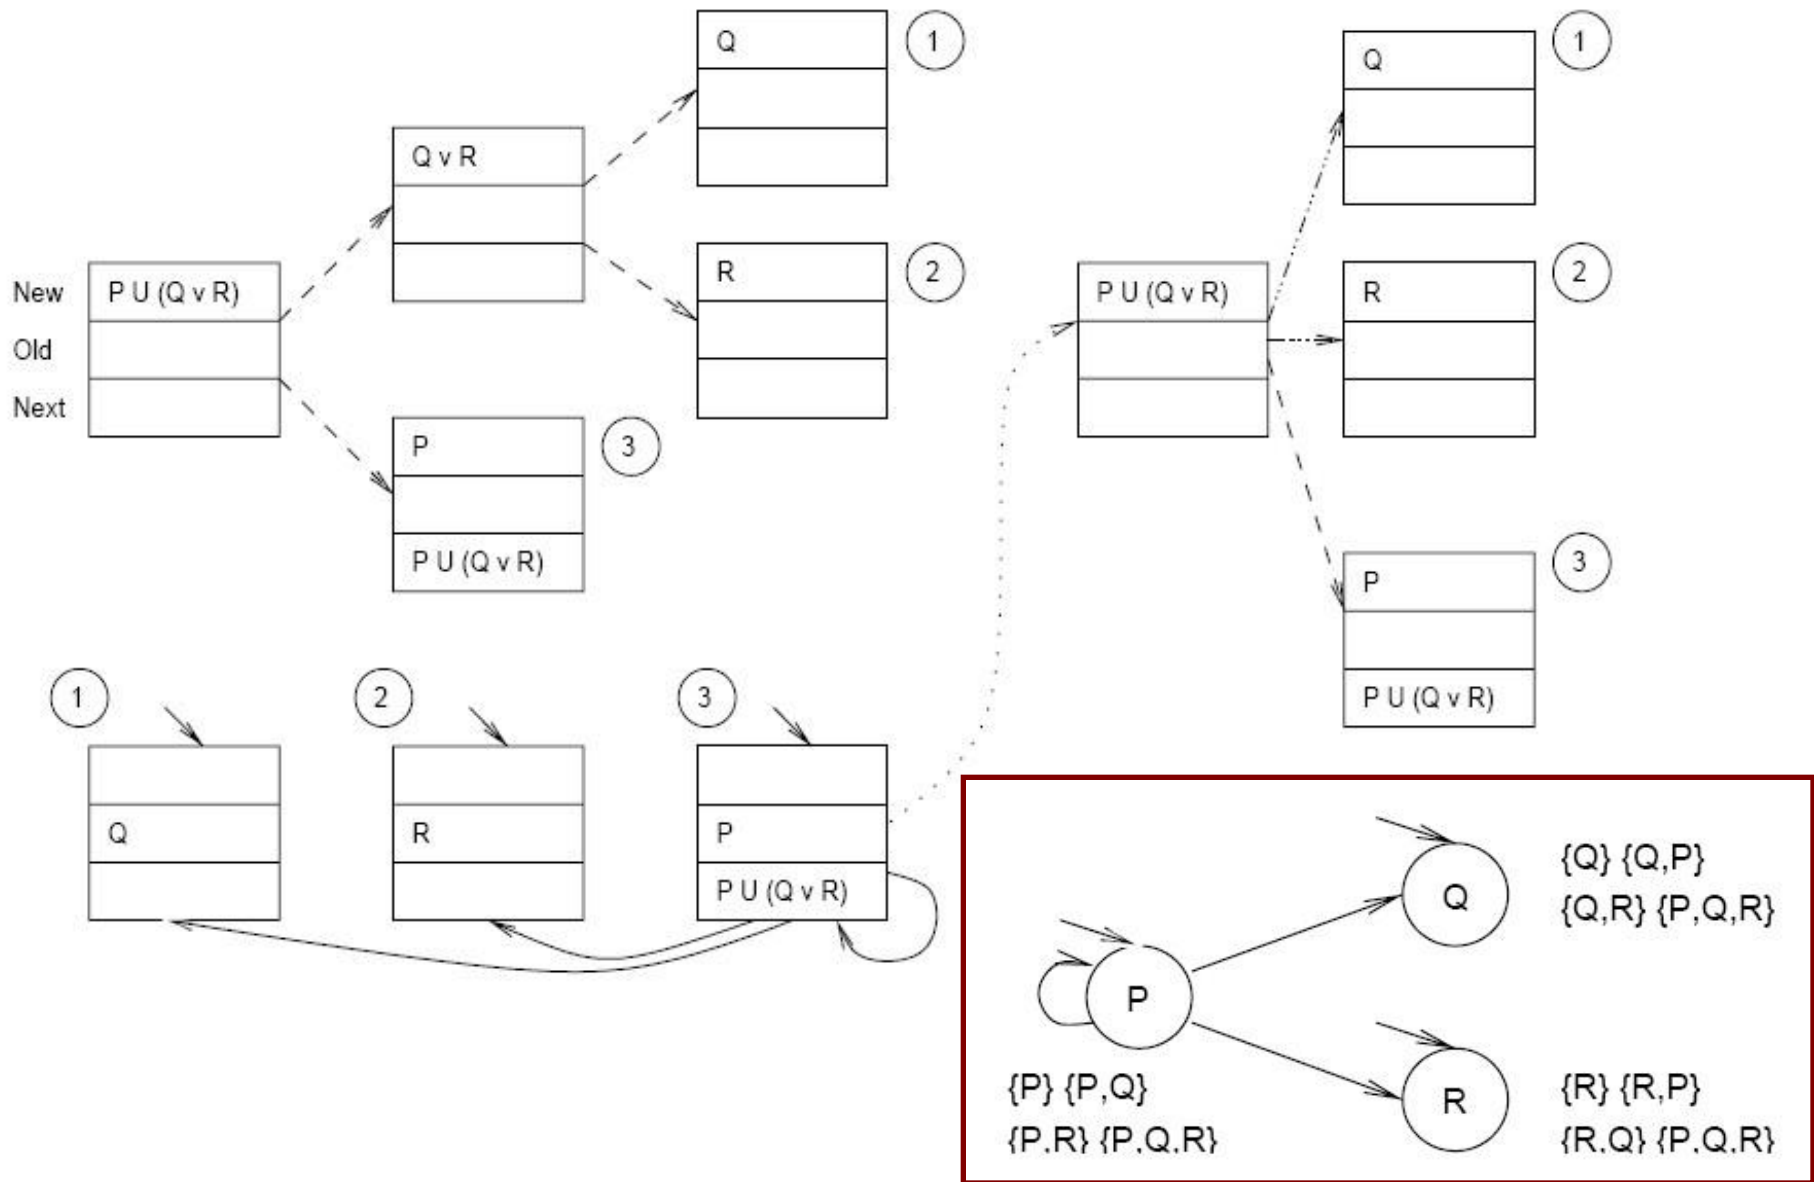 Q
1
Q v R
R
2
New
P U (Q v R)
Old
Next
P
3
P U (Q v R)
Q
1
P U (Q v R)
R
2
P
3
P U (Q v R)
1
2
3
Q
R
P
P U (Q v R)
Q
{Q} {Q,P}
{Q,R} {P,Q,R}
P
{P} {P,Q}
{P,R} {P,Q,R}
R
{R} {R,P}
{R,Q} {P,Q,R}